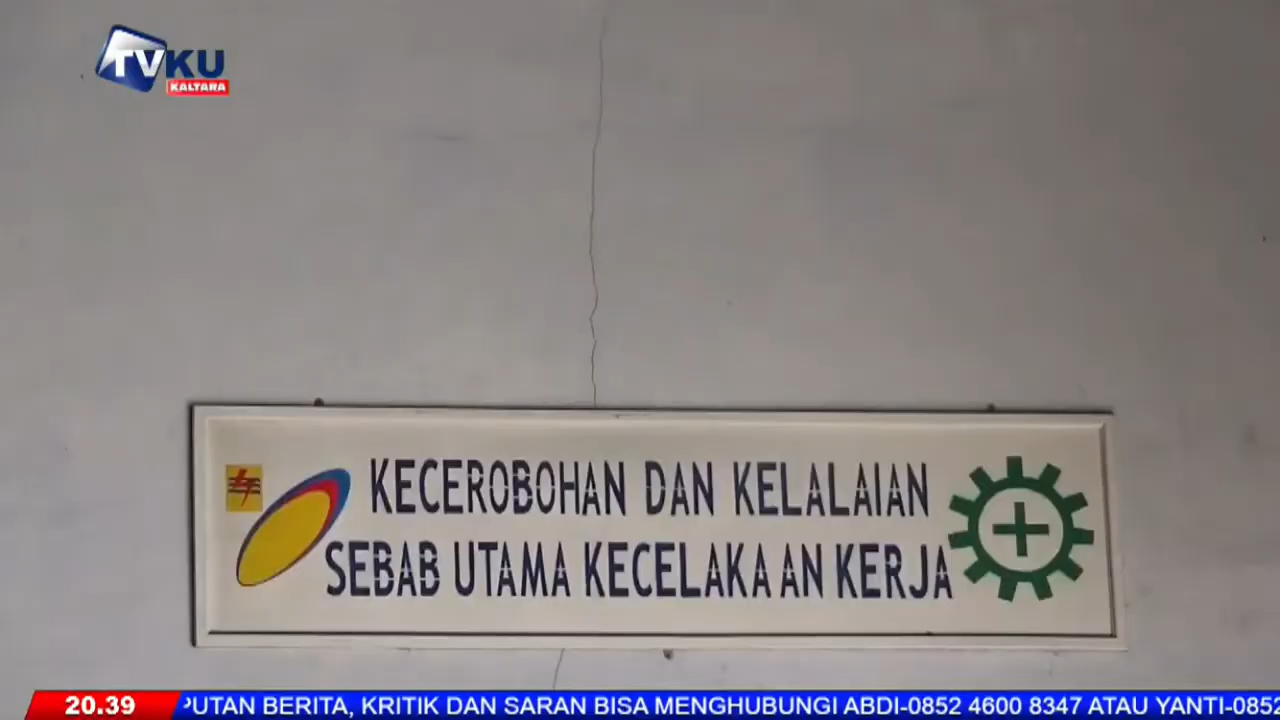 TVKU
KALTARA
KECEROBOHAN DAN KELALAIAN
SEBAB UTAMA KECELAKAAN KERJA
20.39
PUTAN BERITA, KRITIK DAN SARAN BISA MENGHUBUNGI ABDI-0852 4600 8347 ATAU YANTI-0852